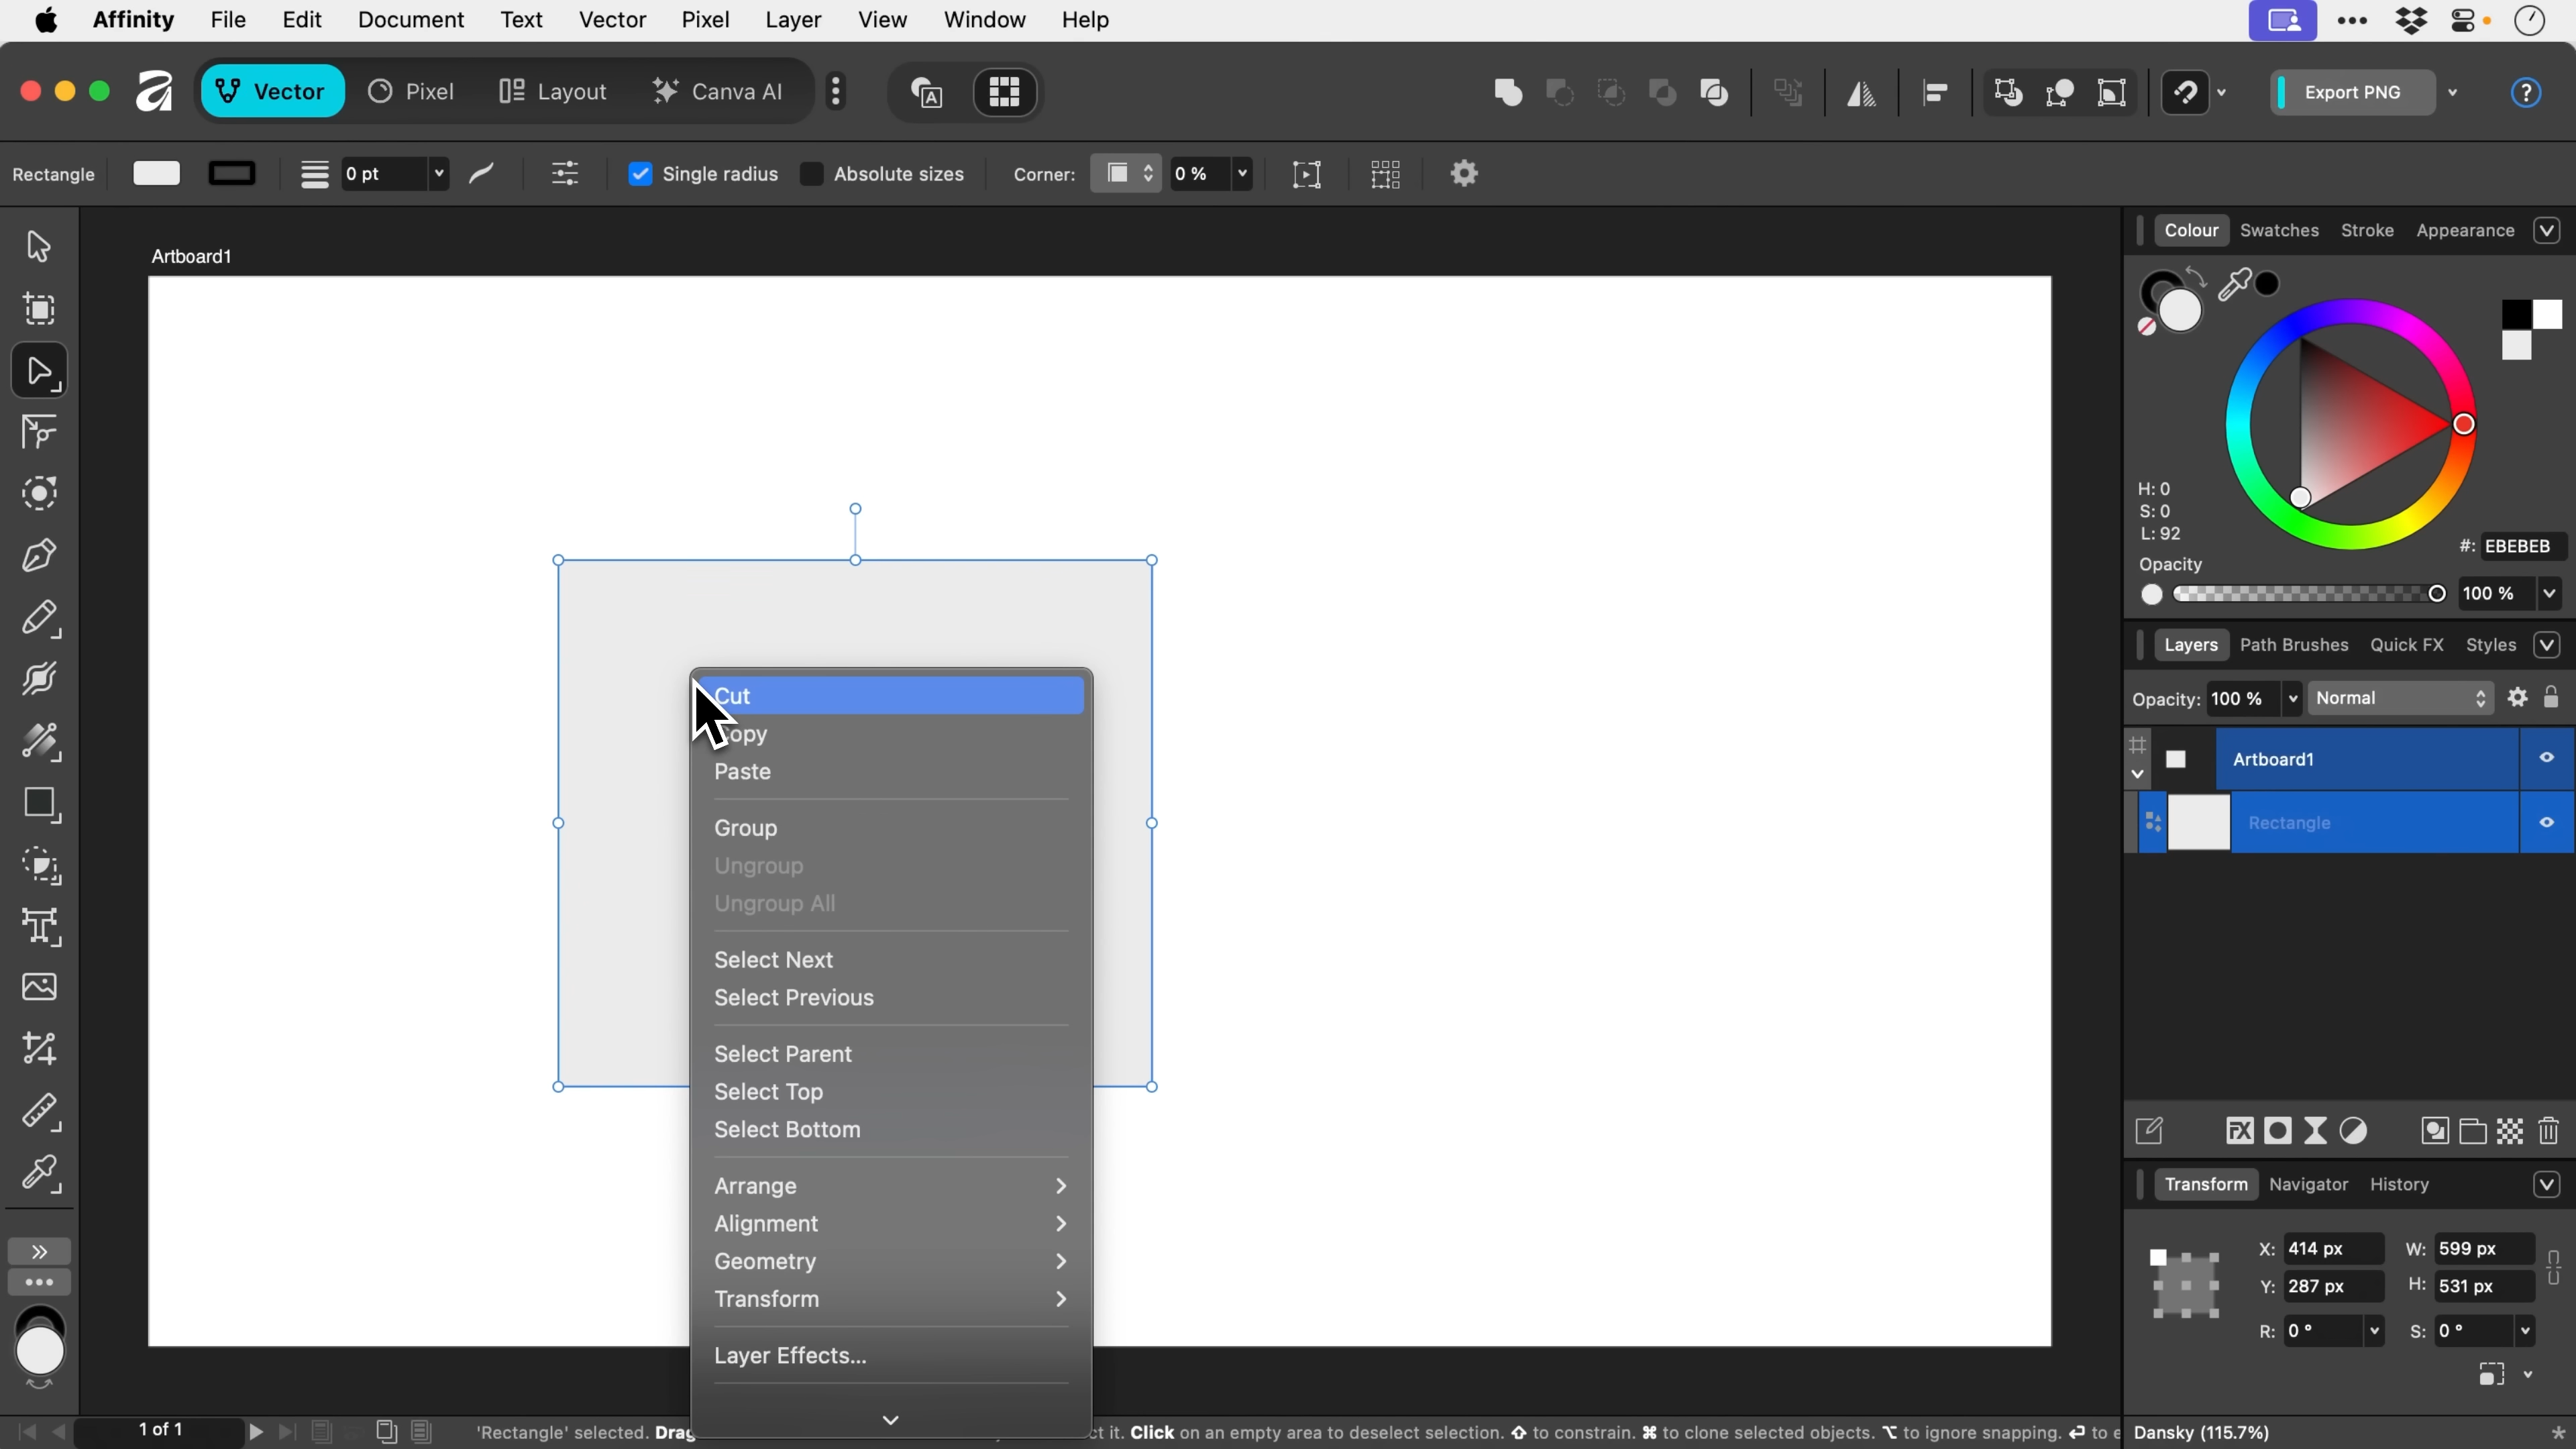 Affinity File Edit Document Text Vector Pixel Layer View Window Help
Vector Pixel Layout Canva AI A Export PNG ?
Rectangle 0 pt Single radius Absolute sizes Corner: 0 %
Artboard1
Colour Swatches Stroke Appearance
H: 0
S: 0
L: 92
#: EBEBEB
Opacity
100 %
Layers Path Brushes Quick FX Styles
Opacity: 100 % Normal
Artboard1
Rectangle
FX
Transform Navigator History
X: 414 px W: 599 px
Y: 287 px H: 531 px
R: 0 ° S: 0 °
Cut
Copy
Paste
Group
Ungroup
Ungroup All
Select Next
Select Previous
Select Parent
Select Top
Select Bottom
Arrange
Alignment
Geometry
Transform
Layer Effects...
1 of 1 'Rectangle' selected. Drag ct it. Click on an empty area to deselect selection. ⇧ to constrain. ⌘ to clone selected objects. ⌥ to ignore snapping. ↩ to e Dansky (115.7%) *